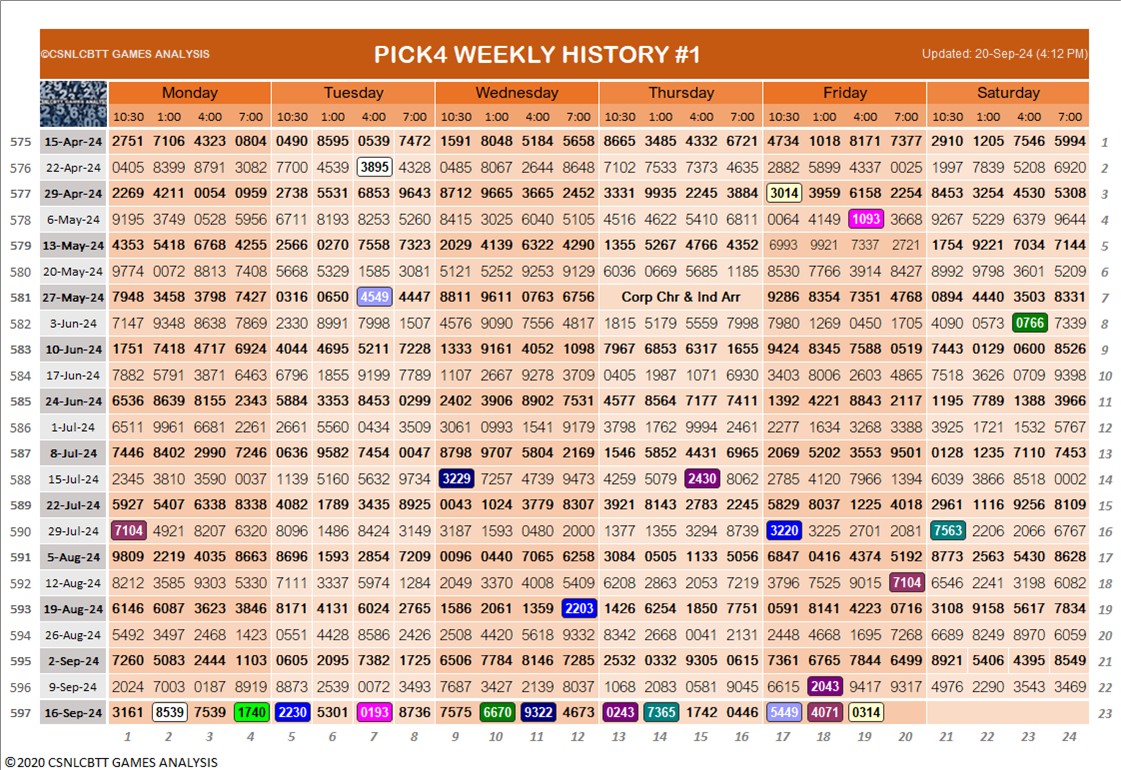 ©CSNLCBTT GAMES ANALYSIS PICK4 WEEKLY HISTORY #1 Updated: 20-Sep-24 (4:12 PM)
CSNLCBTT GAMES ANALYSIS Monday Tuesday Wednesday Thursday Friday Saturday
10:30 1:00 4:00 7:00 10:30 1:00 4:00 7:00 10:30 1:00 4:00 7:00 10:30 1:00 4:00 7:00 10:30 1:00 4:00 7:00 10:30 1:00 4:00 7:00
575 15-Apr-24 2751 7106 4323 0804 0490 8595 0539 7472 1591 8048 5184 5658 8665 3485 4332 6721 4734 1018 8171 7377 2910 1205 7546 5994 1
576 22-Apr-24 0405 8399 8791 3082 7700 4539 3895 4328 0485 8067 2644 8648 7102 7533 7373 4635 2882 5899 4337 0025 1997 7839 5208 6920 2
577 29-Apr-24 2269 4211 0054 0959 2738 5531 6853 9643 8712 9665 3665 2452 3331 9935 2245 3884 3014 3959 6158 2254 8453 3254 4530 5308 3
578 6-May-24 9195 3749 0528 5956 6711 8193 8253 5260 8415 3025 6040 5105 4516 4622 5410 6811 0064 4149 1093 3668 9267 5229 6379 9644 4
579 13-May-24 4353 5418 6768 4255 2566 0270 7558 7323 2029 4139 6322 4290 1355 5267 4766 4352 6993 9921 7337 2721 1754 9221 7034 7144 5
580 20-May-24 9774 0072 8813 7408 5668 5329 1585 3081 5121 5252 9253 9129 6036 0669 5685 1185 8530 7766 3914 8427 8992 9798 3601 5209 6
581 27-May-24 7948 3458 3798 7427 0316 0650 4549 4447 8811 9611 0763 6756 Corp Chr & Ind Arr 9286 8354 7351 4768 0894 4440 3503 8331 7
582 3-Jun-24 7147 9348 8638 7869 2330 8991 7998 1507 4576 9090 7556 4817 1815 5179 5559 7998 7980 1269 0450 1705 4090 0573 0766 7339 8
583 10-Jun-24 1751 7418 4717 6924 4044 4695 5211 7228 1333 9161 4052 1098 7967 6853 6317 1655 9424 8345 7588 0519 7443 0129 0600 8526 9
584 17-Jun-24 7882 5791 3871 6463 6796 1855 9199 7789 1107 2667 9278 3709 0405 1987 1071 6930 3403 8006 2603 4865 7518 3626 0709 9398 10
585 24-Jun-24 6536 8639 8155 2343 5884 3353 8453 0299 2402 3906 8902 7531 4577 8564 7177 7411 1392 4221 8843 2117 1195 7789 1388 3966 11
586 1-Jul-24 6511 9961 6681 2261 2661 5560 0434 3509 3061 0993 1541 9179 3798 1762 9994 2461 2277 1634 3268 3388 3925 1721 1532 5767 12
587 8-Jul-24 7446 8402 2990 7246 0636 9582 7454 0047 8798 9707 5804 2169 1546 5852 4431 6965 2069 5202 3553 9501 0128 1235 7110 7453 13
588 15-Jul-24 2345 3810 3590 0037 1139 5160 5632 9734 3229 7257 4739 9473 4259 5079 2430 8062 2785 4120 7966 1394 6039 3866 8518 0002 14
589 22-Jul-24 5927 5407 6338 8338 4082 1789 3435 8925 0043 1024 3779 8307 3921 8143 2783 2245 5829 8037 1225 4018 2961 1116 9256 8109 15
590 29-Jul-24 7104 4921 8207 6320 8096 1486 8424 3149 3187 1593 0480 2000 1377 1355 3294 8739 3220 3225 2701 2081 7563 2206 2066 6767 16
591 5-Aug-24 9809 2219 4035 8663 8696 1593 2854 7209 0096 0440 7065 6258 3084 0505 1133 5056 6847 0416 4374 5192 8773 2563 5430 8628 17
592 12-Aug-24 8212 3585 9303 5330 7111 3337 5974 1284 2049 3370 4008 5409 6208 2863 2053 7219 3796 7525 9015 7104 6546 2241 3198 6082 18
593 19-Aug-24 6146 6087 3623 3846 8171 4131 6024 2765 1586 2061 1359 2203 1426 6254 1850 7751 0591 8141 4223 0716 3108 9158 5617 7834 19
594 26-Aug-24 5492 3497 2468 1423 0551 4428 8586 2426 2508 4420 5618 9332 8342 2668 0041 2131 2448 4668 1695 7268 6689 8249 8970 6059 20
595 2-Sep-24 7260 5083 2444 1103 0605 2095 7382 1725 6506 7784 8146 7285 2532 0332 9305 0615 7361 6765 7844 6499 8921 5406 4395 8549 21
596 9-Sep-24 2024 7003 0187 8919 8873 2539 0072 3493 7687 3427 2139 8037 1068 2083 0581 9045 6615 2043 9417 9317 4976 2290 3543 3469 22
597 16-Sep-24 3161 8539 7539 1740 2230 5301 0193 8736 7575 6670 9322 4673 0243 7365 1742 0446 5449 4071 0314 23
1 2 3 4 5 6 7 8 9 10 11 12 13 14 15 16 17 18 19 20 21 22 23 24
©2020 CSNLCBTT GAMES ANALYSIS